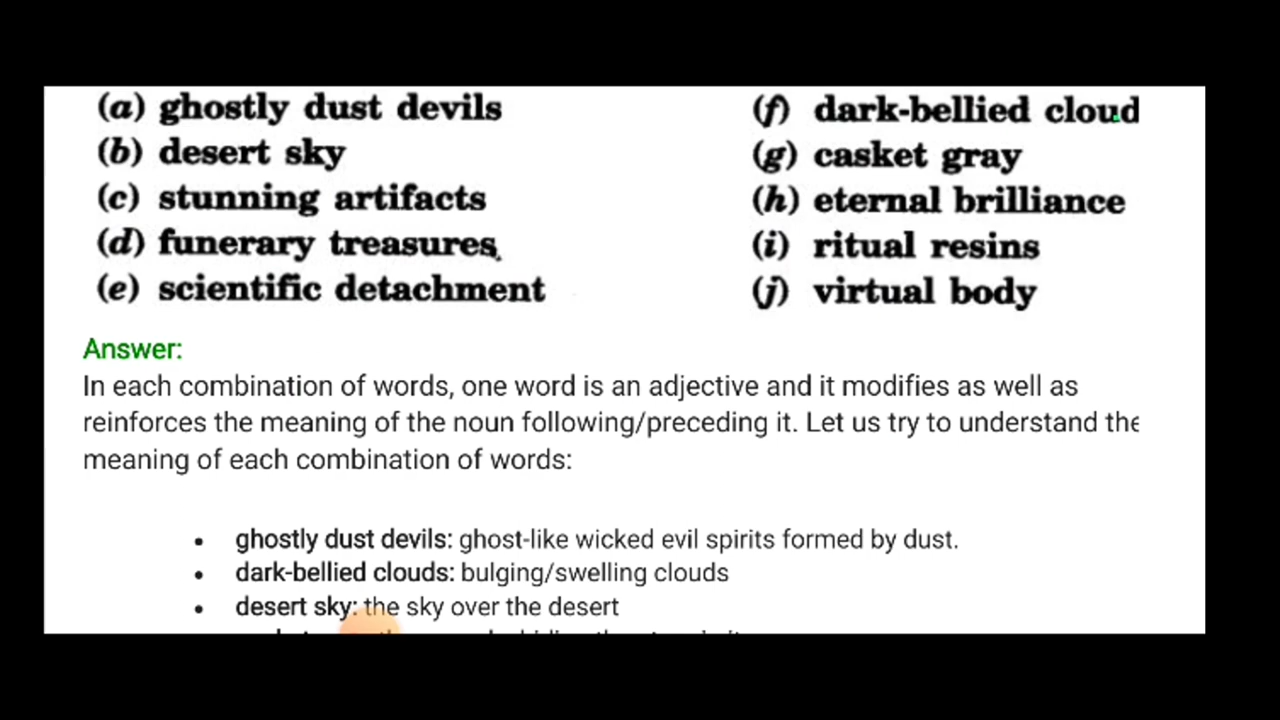 (a) ghostly dust devils
(b) desert sky
(c) stunning artifacts
(d) funerary treasures
(e) scientific detachment
(f) dark-bellied cloud
(g) casket gray
(h) eternal brilliance
(i) ritual resins
(j) virtual body
Answer:
In each combination of words, one word is an adjective and it modifies as well as
reinforces the meaning of the noun following/preceding it. Let us try to understand the
meaning of each combination of words:
• ghostly dust devils: ghost-like wicked evil spirits formed by dust.
• dark-bellied clouds: bulging/swelling clouds
• desert sky: the sky over the desert